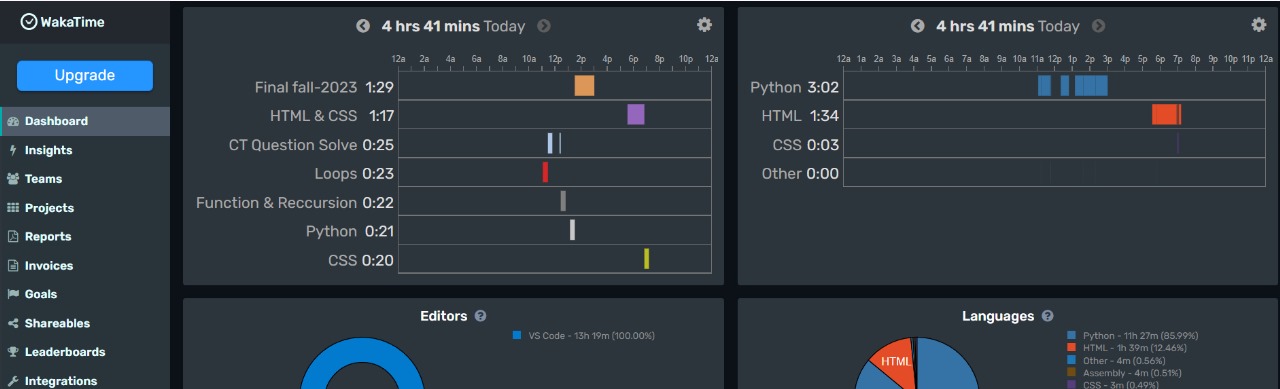 WakaTime
Upgrade
Dashboard
Insights
Teams
Projects
Reports
Invoices
Goals
Shareables
Leaderboards
Integrations
4 hrs 41 mins Today
12a 2a 4a 6a 8a 10a 12p 2p 4p 6p 8p 10p 12a
Final fall-2023 1:29
HTML & CSS 1:17
CT Question Solve 0:25
Loops 0:23
Function & Reccursion 0:22
Python 0:21
CSS 0:20
4 hrs 41 mins Today
12a 1a 2a 3a 4a 5a 6a 7a 8a 9a 10a 11a 12p 1p 2p 3p 4p 5p 6p 7p 8p 9p 10p 11p 12a
Python 3:02
HTML 1:34
CSS 0:03
Other 0:00
Editors ?
VS Code - 13h 19m (100.00%)
Languages ?
HTML
Python - 11h 27m (85.99%)
HTML - 1h 39m (12.46%)
Other - 4m (0.56%)
Assembly - 4m (0.51%)
CSS - 3m (0.49%)